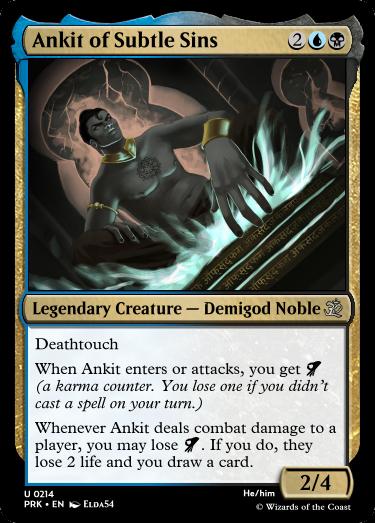 Ankit of Subtle Sins 2
Legendary Creature — Demigod Noble
Deathtouch
When Ankit enters or attacks, you get
(a karma counter. You lose one if you didn't
cast a spell on your turn.)
Whenever Ankit deals combat damage to a
player, you may lose . If you do, they
lose 2 life and you draw a card.
2/4
U 0214
He/him
PRK • EN Elda54
© Wizards of the Coast